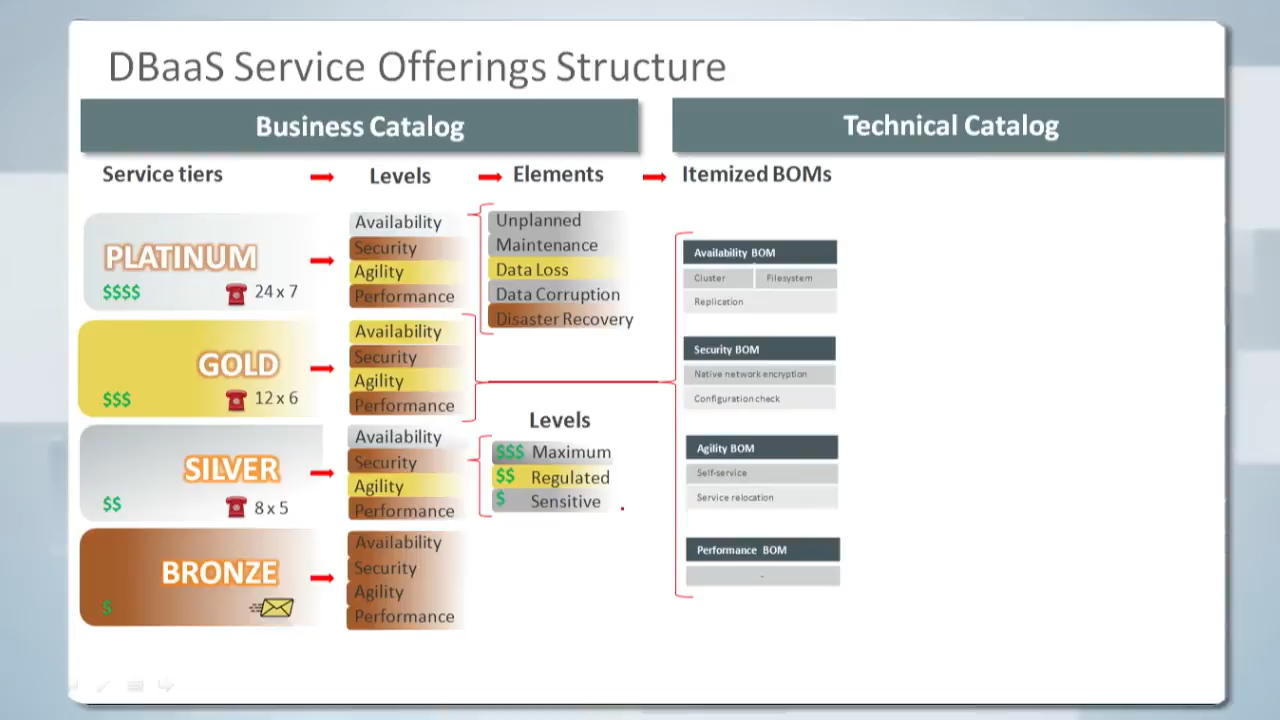 DBaaS Service Offerings Structure
Business Catalog
Technical Catalog
Service tiers
Levels
Elements
Itemized BOMs
PLATINUM
$$$$
24 x 7
Availability
Security
Agility
Performance
Unplanned
Maintenance
Data Loss
Data Corruption
Disaster Recovery
GOLD
$$$
12 x 6
Availability
Security
Agility
Performance
SILVER
$$
8 x 5
Availability
Security
Agility
Performance
Levels
$$$ Maximum
$$ Regulated
$ Sensitive
BRONZE
$
Availability
Security
Agility
Performance
Availability BOM
Cluster
Filesystem
Replication
Security BOM
Native network encryption
Configuration check
Agility BOM
Self-service
Service relocation
Performance BOM
-